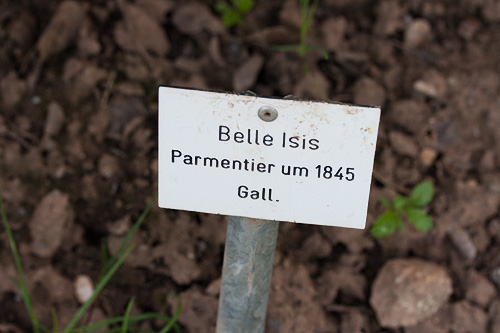 Belle Isis
Parmentier um 1845
Gall.